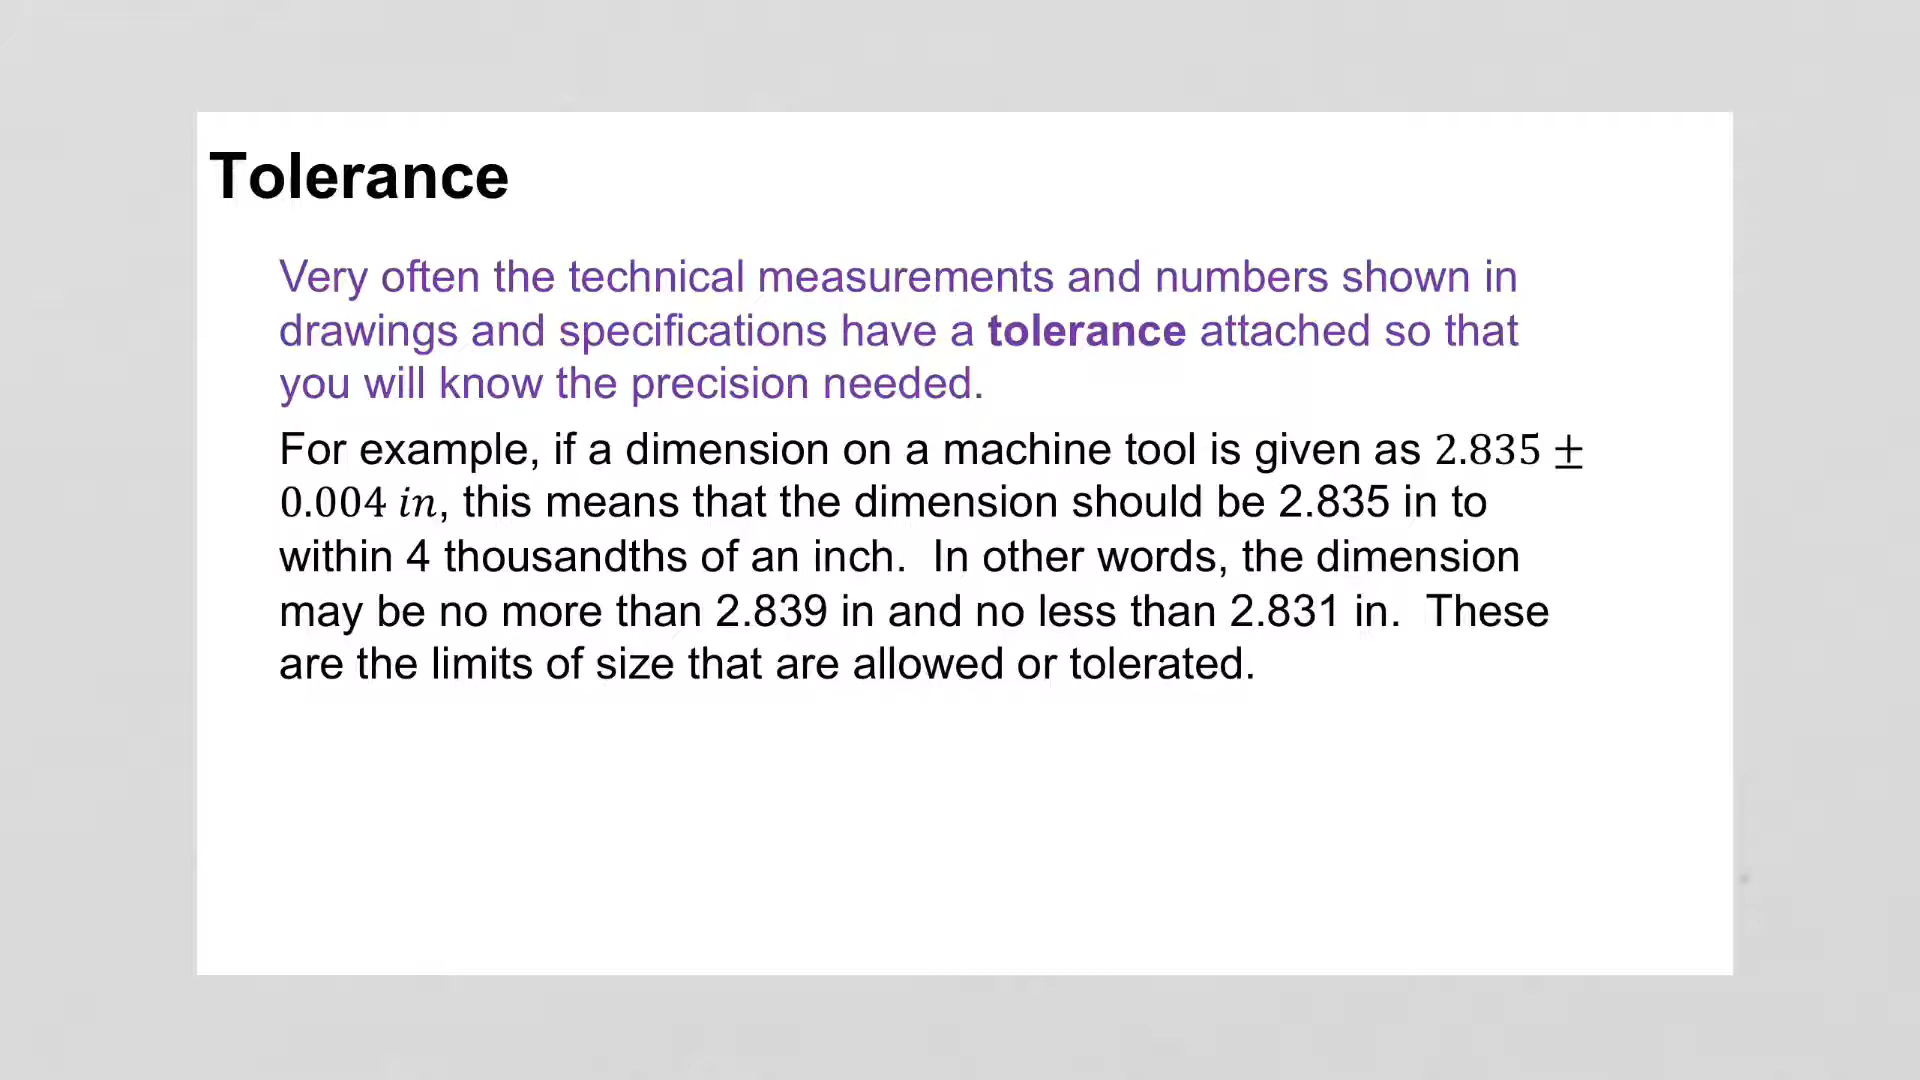 Tolerance
Very often the technical measurements and numbers shown in
drawings and specifications have a tolerance attached so that
you will know the precision needed.
For example, if a dimension on a machine tool is given as 2.835 ±
0.004 in, this means that the dimension should be 2.835 in to
within 4 thousandths of an inch.  In other words, the dimension
may be no more than 2.839 in and no less than 2.831 in.  These
are the limits of size that are allowed or tolerated.